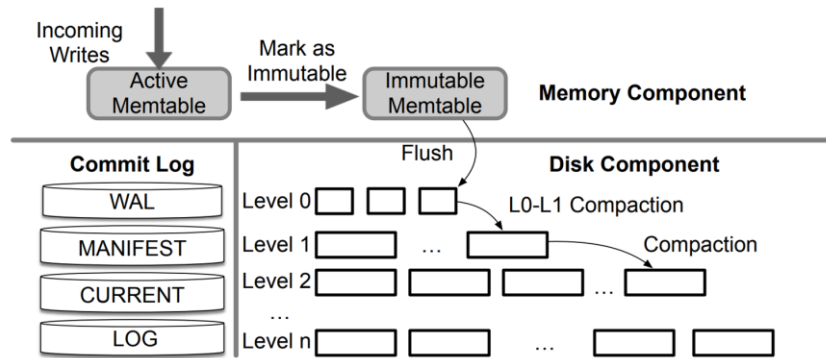 Incoming
Writes
Mark as
Immutable
Active
Memtable
Immutable
Memtable
Memory Component
Flush
Commit Log
Disk Component
WAL
Level 0
L0-L1 Compaction
MANIFEST
Level 1
...
Compaction
CURRENT
Level 2
...
...
LOG
Level n
...